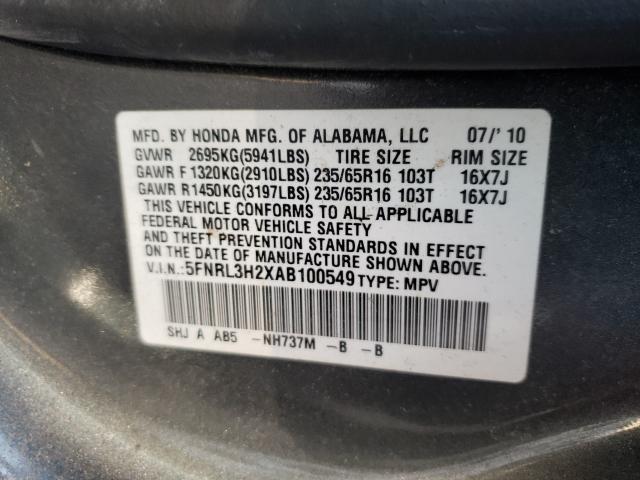 MFD. BY HONDA MFG. OF ALABAMA, LLC 07/' 10
GVWR 2695KG(5941LBS) TIRE SIZE RIM SIZE
GAWR F 1320KG(2910LBS) 235/65R16 103T 16X7J
GAWR R1450KG(3197LBS) 235/65R16 103T 16X7J
THIS VEHICLE CONFORMS TO ALL APPLICABLE
FEDERAL MOTOR VEHICLE SAFETY
AND THEFT PREVENTION STANDARDS IN EFFECT
ON THE DATE OF MANUFACTURE SHOWN ABOVE.
V.I.N.:5FNRL3H2XAB100549 TYPE: MPV
SHJ A AB5 -NH737M -B -B